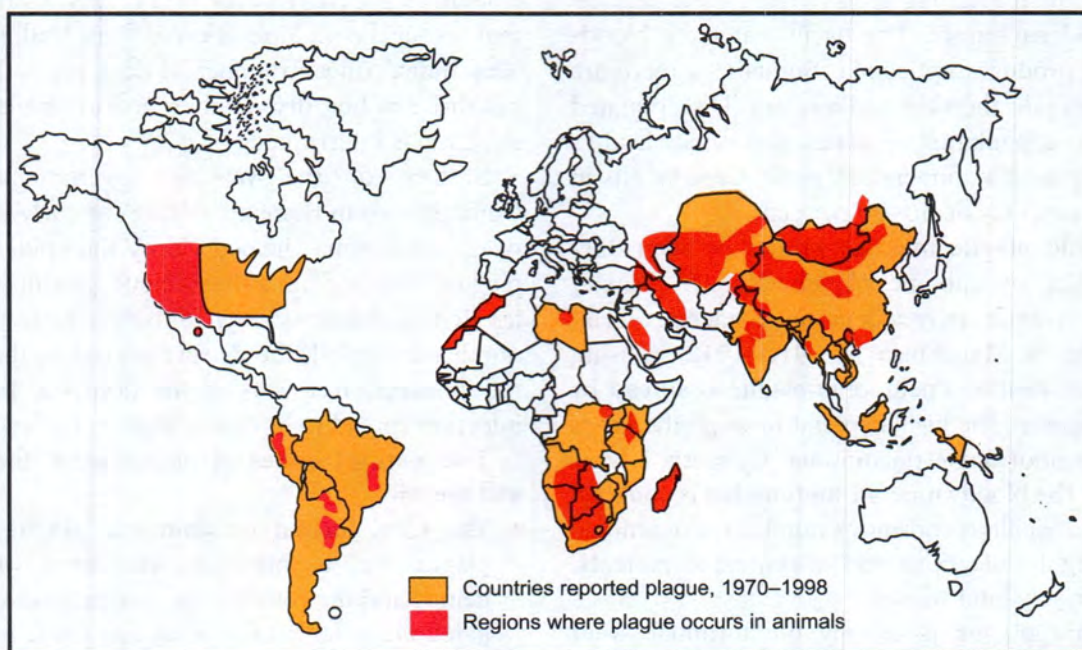 Countries reported plague, 1970–1998
Regions where plague occurs in animals